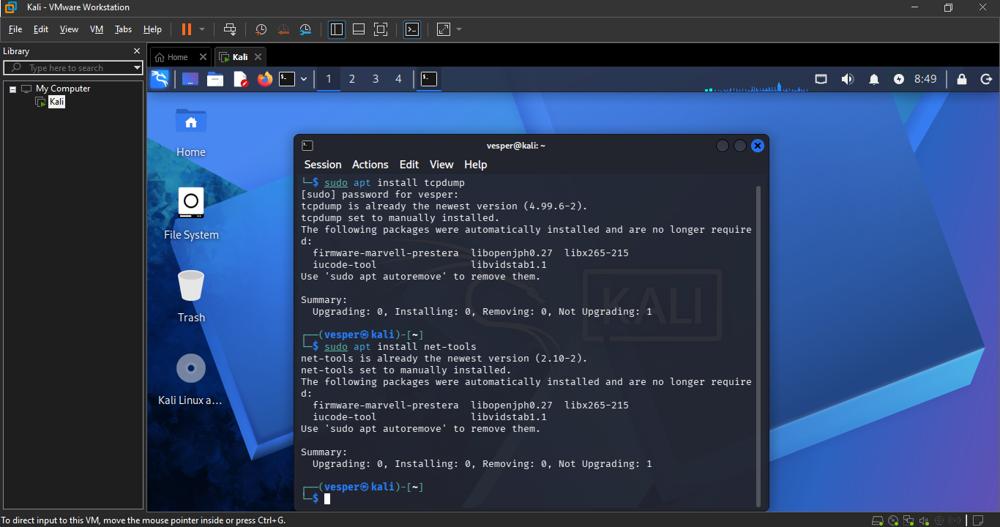 Kali - VMware Workstation
File Edit View VM Tabs Help
Library
Type here to search
My Computer
Kali
Home
Kali
1 2 3 4
8:49
Home
File System
Trash
Kali Linux a...
vesper@kali: ~
Session Actions Edit View Help
└─$ sudo apt install tcpdump
[sudo] password for vesper:
tcpdump is already the newest version (4.99.6-2).
tcpdump set to manually installed.
The following packages were automatically installed and are no longer require
d:
  firmware-marvell-prestera  libopenjph0.27  libx265-215
  iucode-tool                libvidstab1.1
Use 'sudo apt autoremove' to remove them.
Summary:
  Upgrading: 0, Installing: 0, Removing: 0, Not Upgrading: 1
┌──(vesper㉿kali)-[~]
└─$ sudo apt install net-tools
net-tools is already the newest version (2.10-2).
net-tools set to manually installed.
The following packages were automatically installed and are no longer require
d:
  firmware-marvell-prestera  libopenjph0.27  libx265-215
  iucode-tool                libvidstab1.1
Use 'sudo apt autoremove' to remove them.
Summary:
  Upgrading: 0, Installing: 0, Removing: 0, Not Upgrading: 1
┌──(vesper㉿kali)-[~]
└─$
KALI
To direct input to this VM, move the mouse pointer inside or press Ctrl+G.